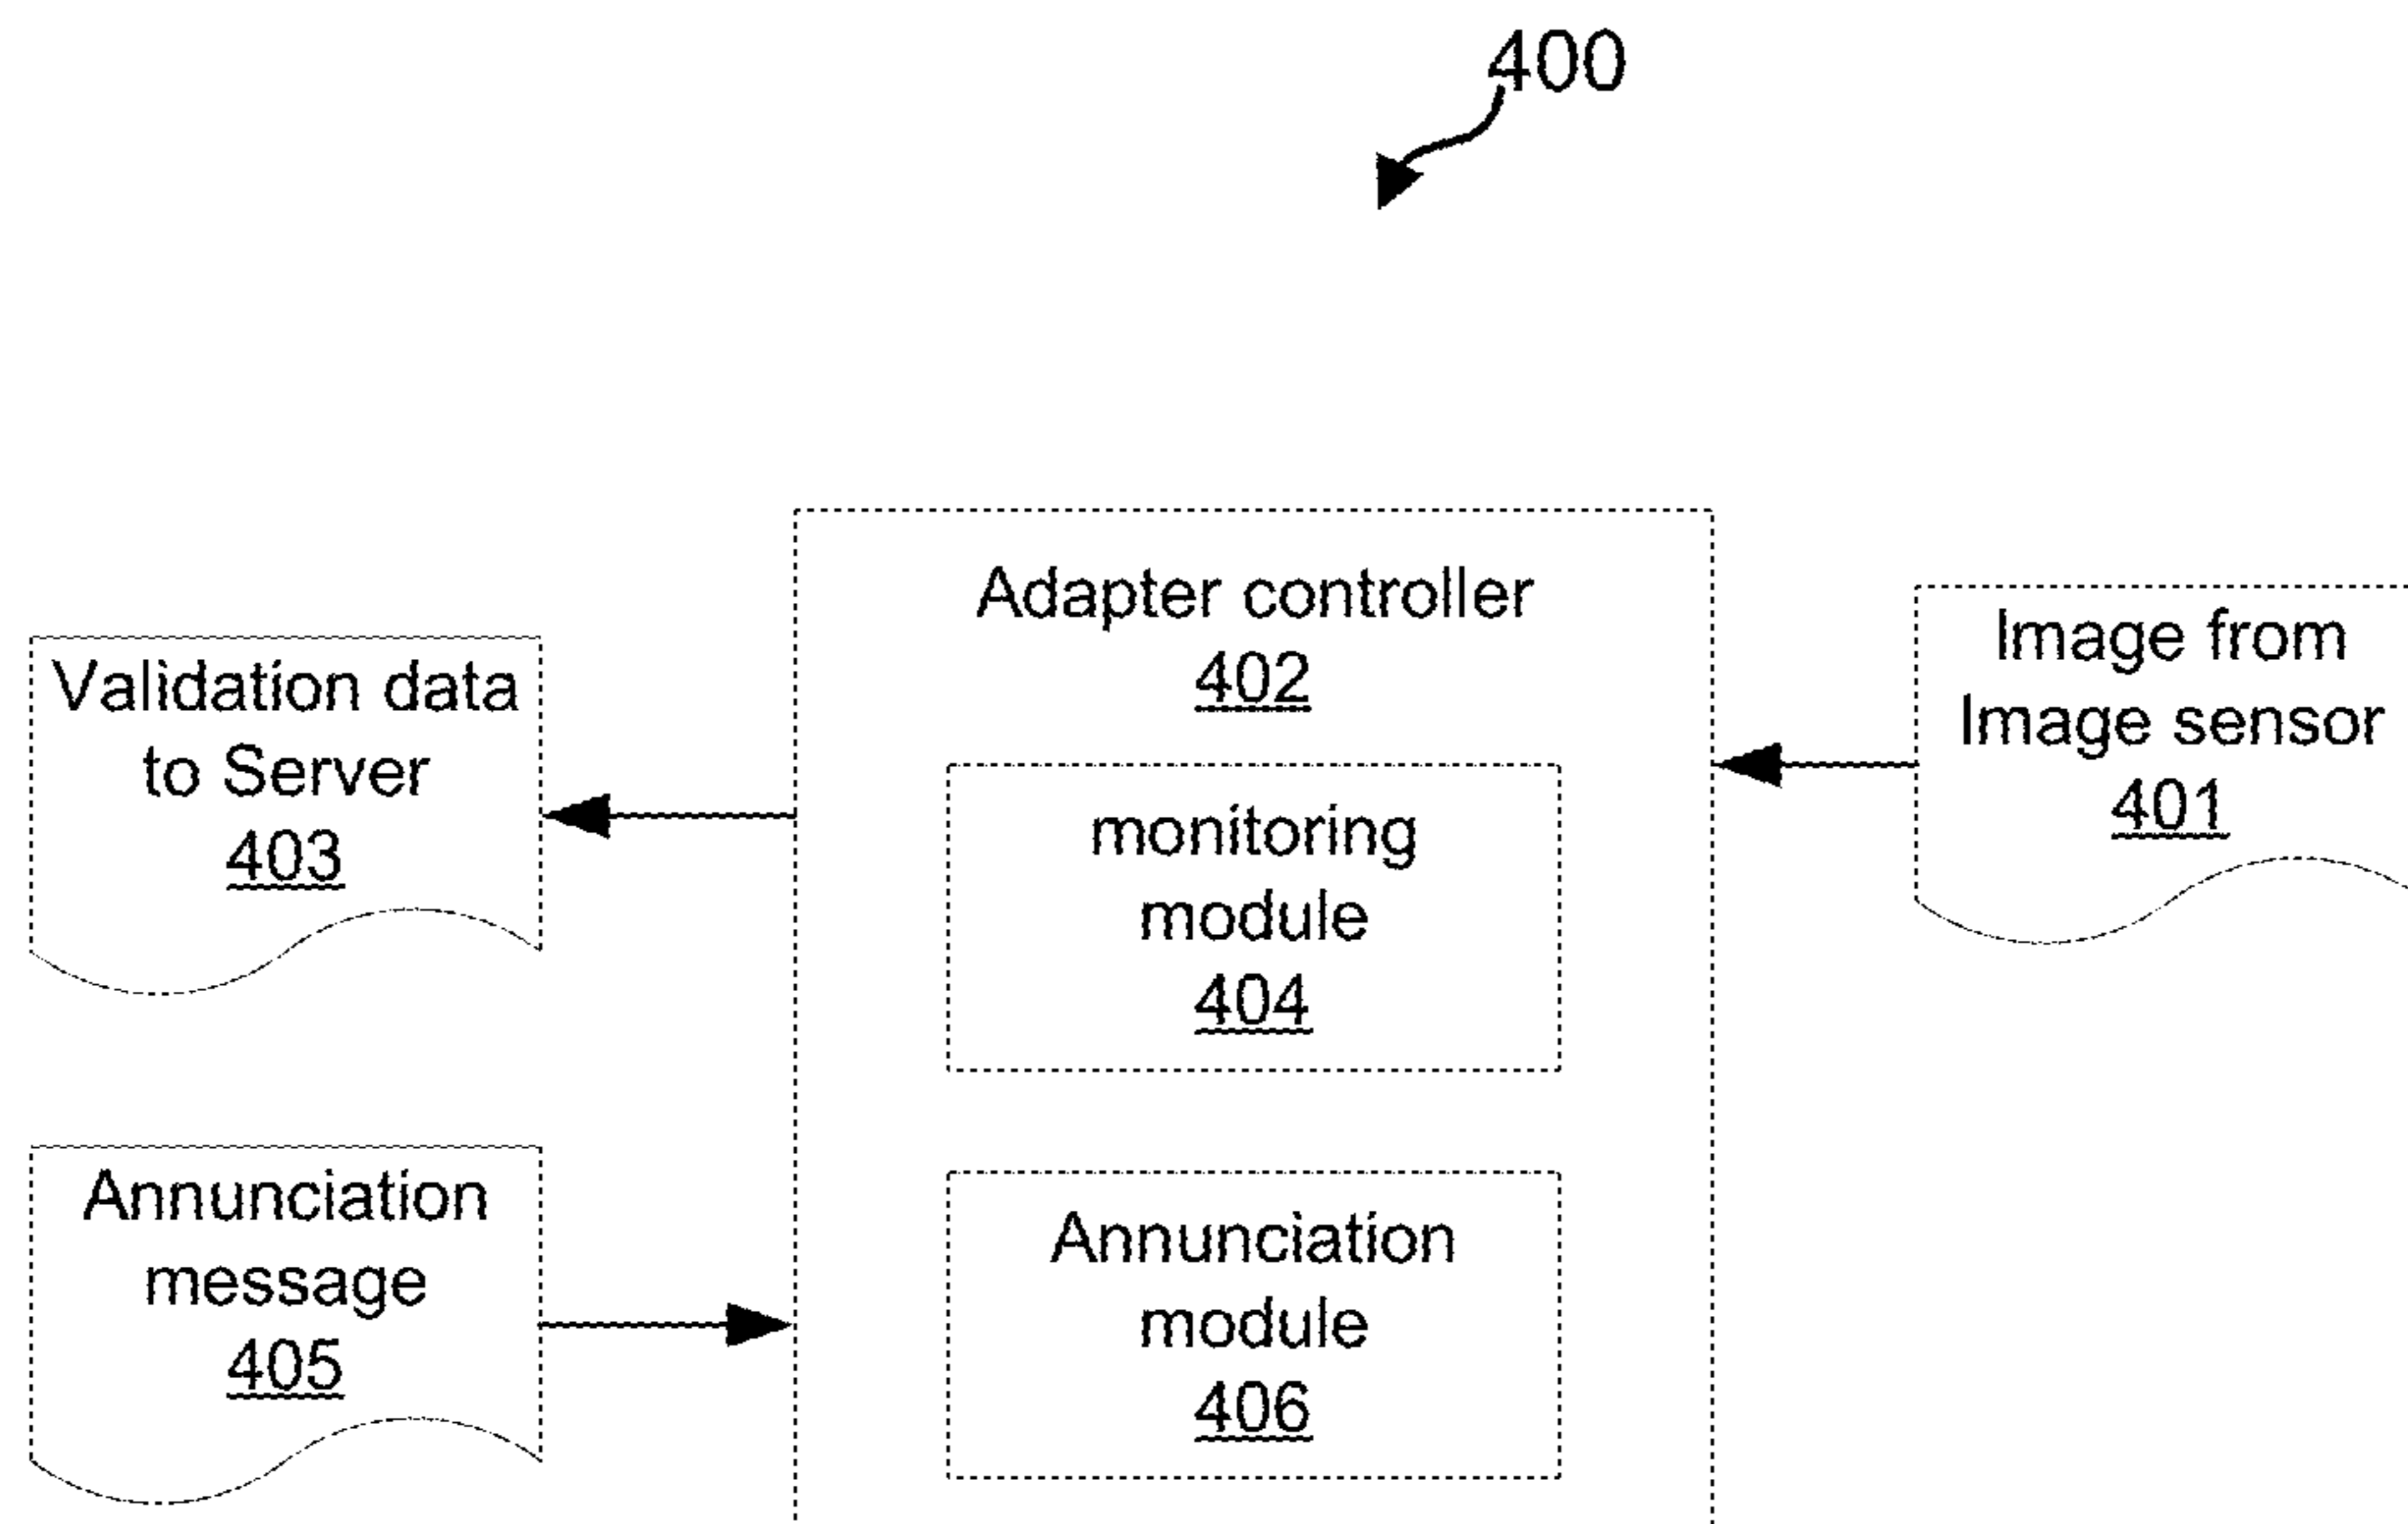 400
Adapter controller
402
Image from
Image sensor
401
Validation data
to Server
403
monitoring
module
404
Annunciation
message
405
Annunciation
module
406